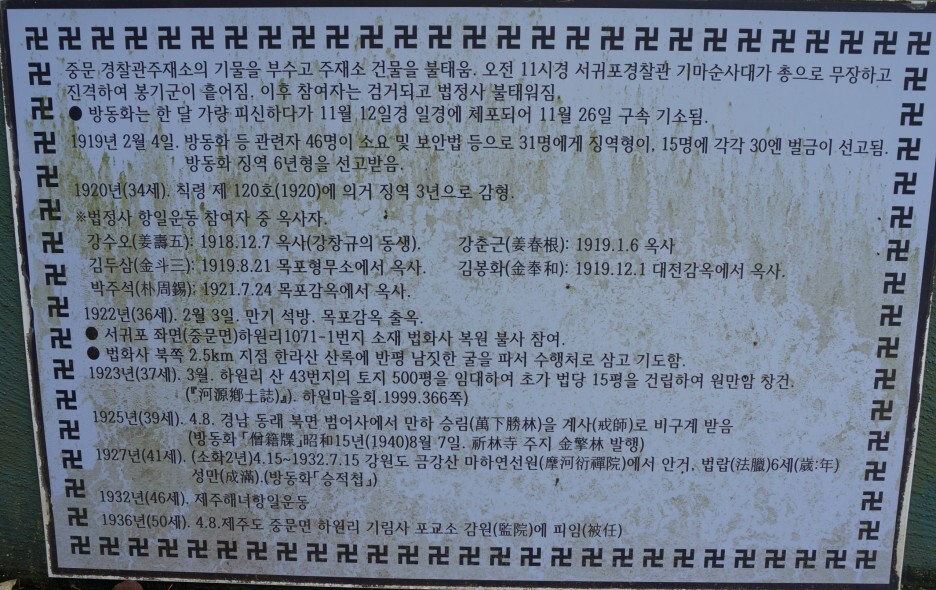 중문 경찰관주재소의 기물을 부수고 주재소 건물을 불태움. 오전 11시경 서귀포경찰관 기마순사대가 총으로 무장하고
진격하여 봉기군이 흩어짐. 이후 참여자는 검거되고 법정사 불태워짐.
● 방동화는 한 달 가량 피신하다가 11월 12일경 일경에 체포되어 11월 26일 구속 기소됨.
1919년 2월 4일. 방동화 등 관련자 46명이 소요 및 보안법 등으로 31명에게 징역형이, 15명에 각각 30엔 벌금이 선고됨.
방동화 징역 6년형을 선고받음.
1920년(34세). 칙령 제 120호(1920)에 의거 징역 3년으로 감형.
※법정사 항일운동 참여자 중 옥사자.
강수오(姜壽五): 1918.12.7 옥사(강창규의 동생). 강춘근(姜春根): 1919.1.6 옥사
김두삼(金斗三): 1919.8.21 목포형무소에서 옥사. 김봉화(金奉和): 1919.12.1 대전감옥에서 옥사.
박주석(朴周錫): 1921.7.24 목포감옥에서 옥사.
1922년(36세). 2월 3일. 만기 석방. 목포감옥 출옥.
● 서귀포 좌면(중문면)하원리1071-1번지 소재 법화사 복원 불사 참여.
● 법화사 북쪽 2.5km 지점 한라산 산록에 반평 남짓한 굴을 파서 수행처로 삼고 기도함.
1923년(37세). 3월. 하원리 산 43번지의 토지 500평을 임대하여 초가 법당 15평을 건립하여 원만암 창건.
(『河源鄕土誌)』. 하원마을회.1999.366쪽)
1925년(39세). 4.8. 경남 동래 북면 범어사에서 만하 승림(萬下勝林)을 계사(戒師)로 비구계 받음
(방동화「僧籍牒」昭和15년(1940)8월 7일. 祈林寺 주지 金擎林 발행)
1927년(41세). (소화2년)4.15~1932.7.15 강원도 금강산 마하연선원(摩河衍禪院)에서 안거. 법랍(法臘)6세(歲:年)
성만(成滿).(방동화「승적첩」)
1932년(46세). 제주해녀항일운동
1936년(50세). 4.8.제주도 중문면 하원리 기림사 포교소 감원(監院)에 피임(被任)